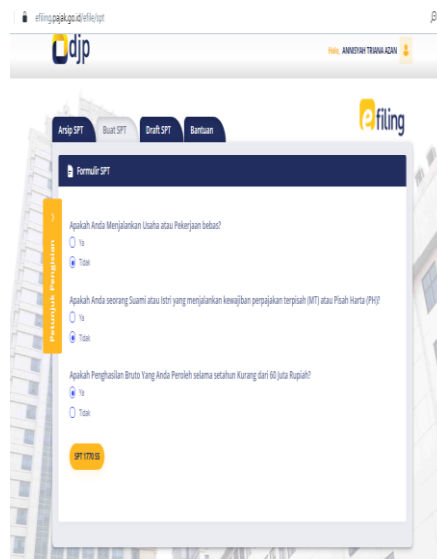 efiling.pajak.go.id/efile/spt
djp
Halo, ANNISYAH TRIANA AZAN
efiling
Arsip SPT Buat SPT Draft SPT Bantuan
Formulir SPT
Petunjuk Pengisian
Apakah Anda Menjalankan Usaha atau Pekerjaan bebas?
Ya
Tidak
Apakah Anda seorang Suami atau Istri yang menjalankan kewajiban perpajakan terpisah (MT) atau Pisah Harta (PH)?
Ya
Tidak
Apakah Penghasilan Bruto Yang Anda Peroleh selama setahun Kurang dari 60 Juta Rupiah?
Ya
Tidak
SPT 1770 SS